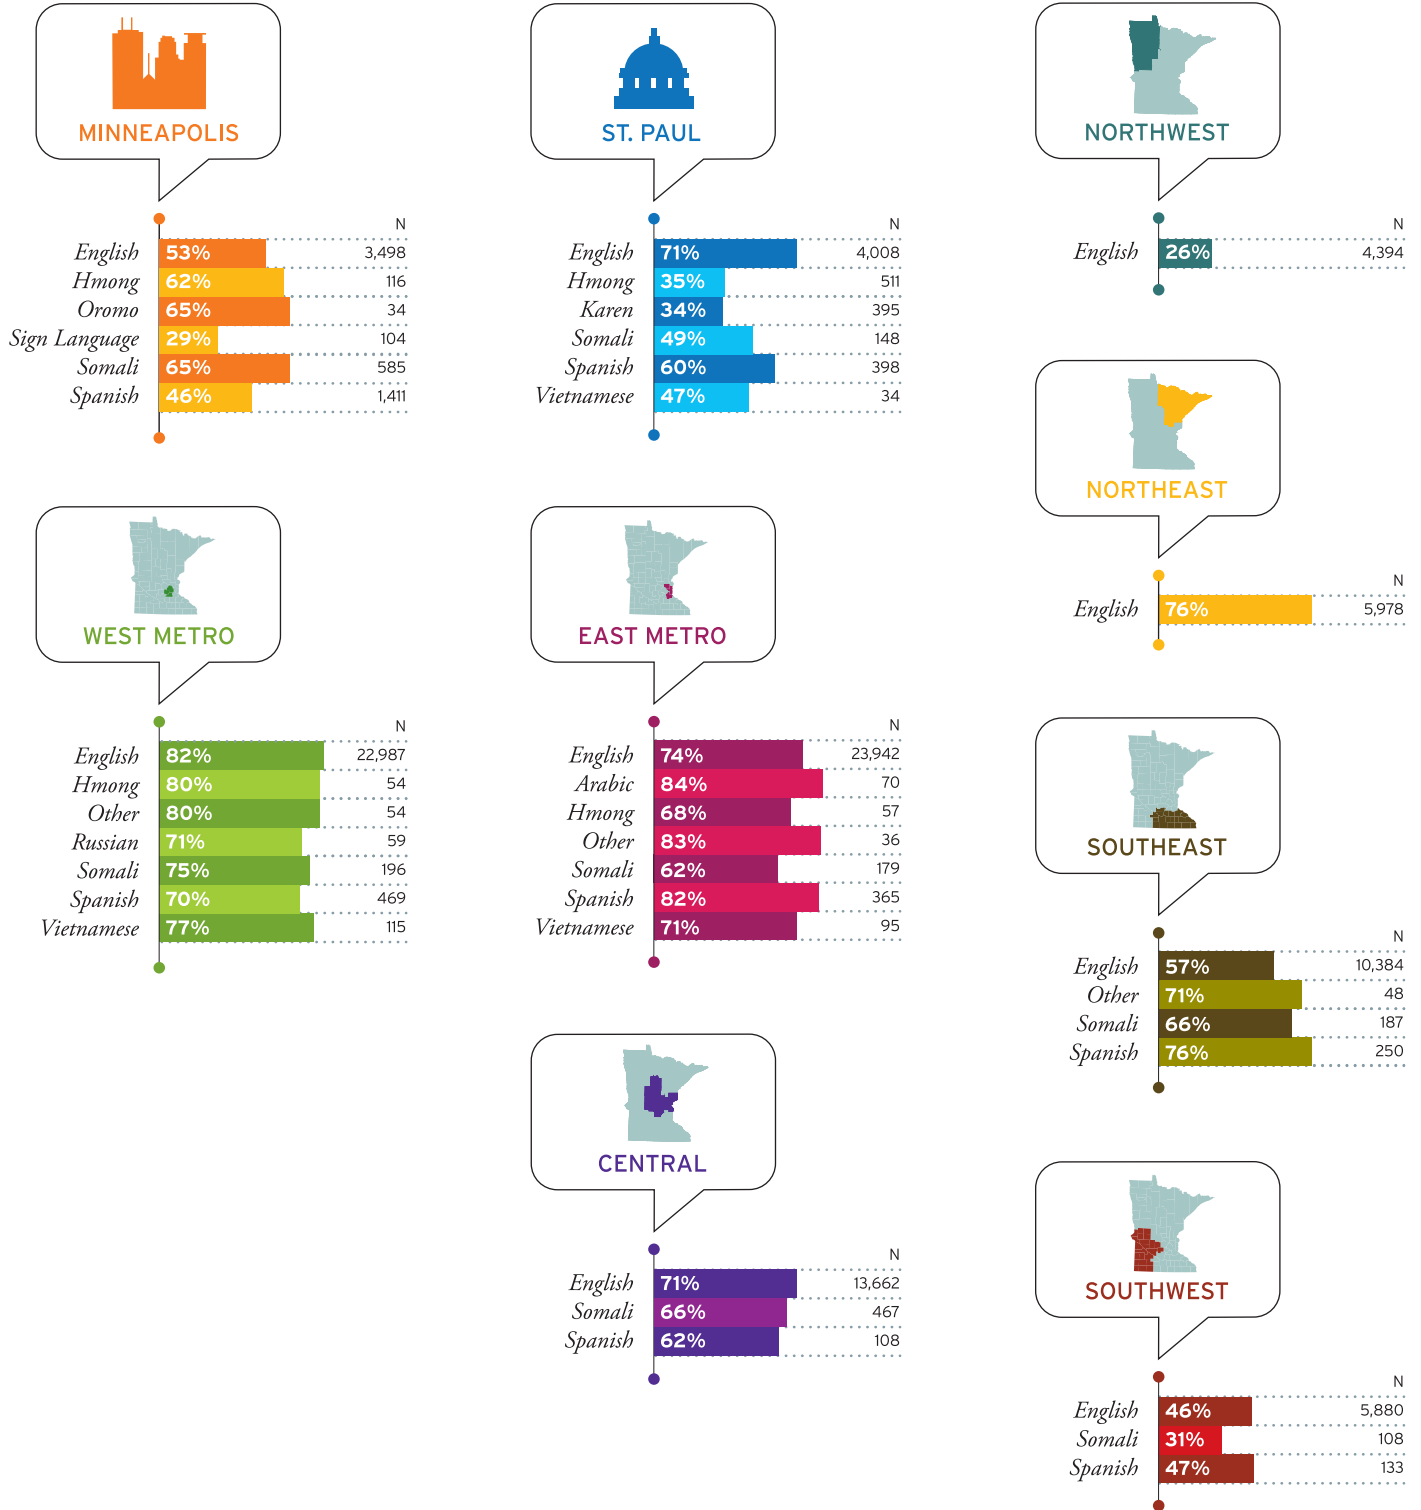 MINNEAPOLIS
N
English 53% 3,498
Hmong 62% 116
Oromo 65% 34
Sign Language 29% 104
Somali 65% 585
Spanish 46% 1,411
ST. PAUL
N
English 71% 4,008
Hmong 35% 511
Karen 34% 395
Somali 49% 148
Spanish 60% 398
Vietnamese 47% 34
NORTHWEST
N
English 26% 4,394
NORTHEAST
N
English 76% 5,978
WEST METRO
N
English 82% 22,987
Hmong 80% 54
Other 80% 54
Russian 71% 59
Somali 75% 196
Spanish 70% 469
Vietnamese 77% 115
EAST METRO
N
English 74% 23,942
Arabic 84% 70
Hmong 68% 57
Other 83% 36
Somali 62% 179
Spanish 82% 365
Vietnamese 71% 95
SOUTHEAST
N
English 57% 10,384
Other 71% 48
Somali 66% 187
Spanish 76% 250
CENTRAL
N
English 71% 13,662
Somali 66% 467
Spanish 62% 108
SOUTHWEST
N
English 46% 5,880
Somali 31% 108
Spanish 47% 133